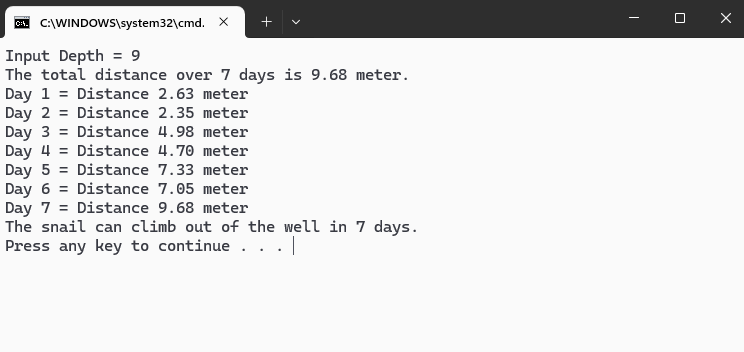 C:\WINDOWS\system32\cmd.
Input Depth = 9
The total distance over 7 days is 9.68 meter.
Day 1 = Distance 2.63 meter
Day 2 = Distance 2.35 meter
Day 3 = Distance 4.98 meter
Day 4 = Distance 4.70 meter
Day 5 = Distance 7.33 meter
Day 6 = Distance 7.05 meter
Day 7 = Distance 9.68 meter
The snail can climb out of the well in 7 days.
Press any key to continue . . .